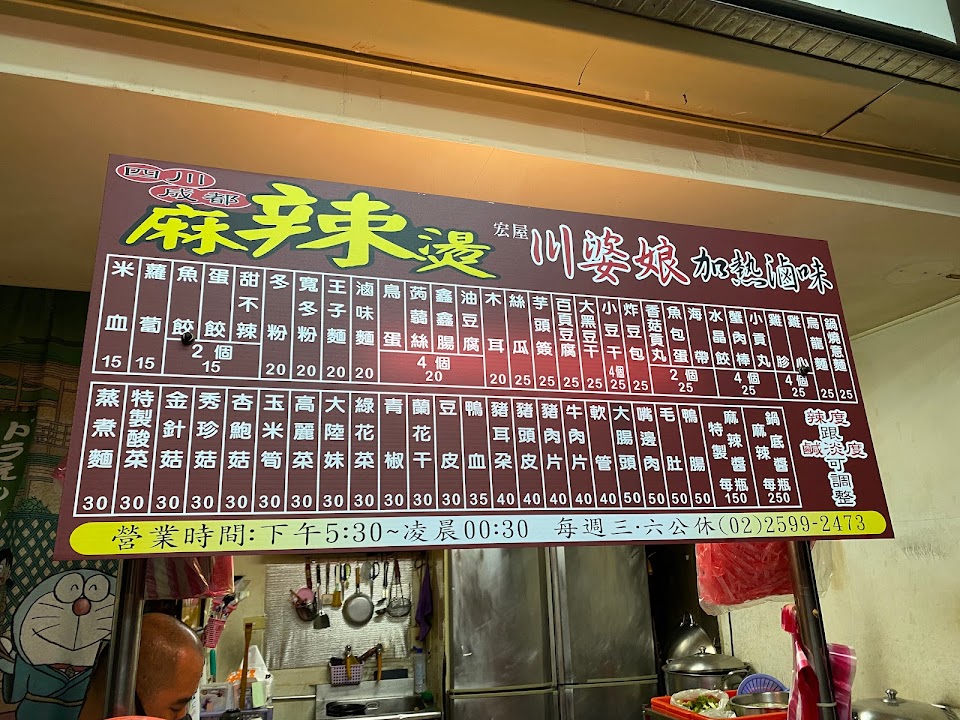 四川
成都
麻辣燙
宏屋 川婆娘 加熱滷味
米血 15
蘿蔔 15
魚餃 蛋餃 2個 15
甜不辣
冬粉 20
寬冬粉 20
王子麵 20
滷味麵 20
鳥蛋 蒟蒻絲 鑫鑫腸 油豆腐 4個 20
木耳 20
絲瓜 25
芋頭簽 25
百頁豆腐 25
大黑豆干 25
小豆干 4個 25
炸豆包 25
香菇貢丸 魚包蛋 海帶 2個 25
水晶餃 蟹肉棒 小貢丸 4個 25
雞胗 雞心 4個 25
烏龍麵 25
鍋燒意麵 25
蒸煮麵 30
特製酸菜 30
金針菇 30
秀珍菇 30
杏鮑菇 30
玉米筍 30
高麗菜 30
大陸妹 30
綠花菜 30
青椒 30
蘭花干 30
豆皮 30
鴨血 35
豬耳朵 40
豬頭皮 40
豬肉片 40
牛肉片 40
軟管 40
大腸頭 50
嘴邊肉 50
毛肚 50
鴨腸 50
特製麻辣醬 每瓶 150
鍋底麻辣醬 每瓶 250
辣度跟鹹淡度可調整
營業時間:下午5:30~凌晨00:30 每週三·六公休(02)2599-2473